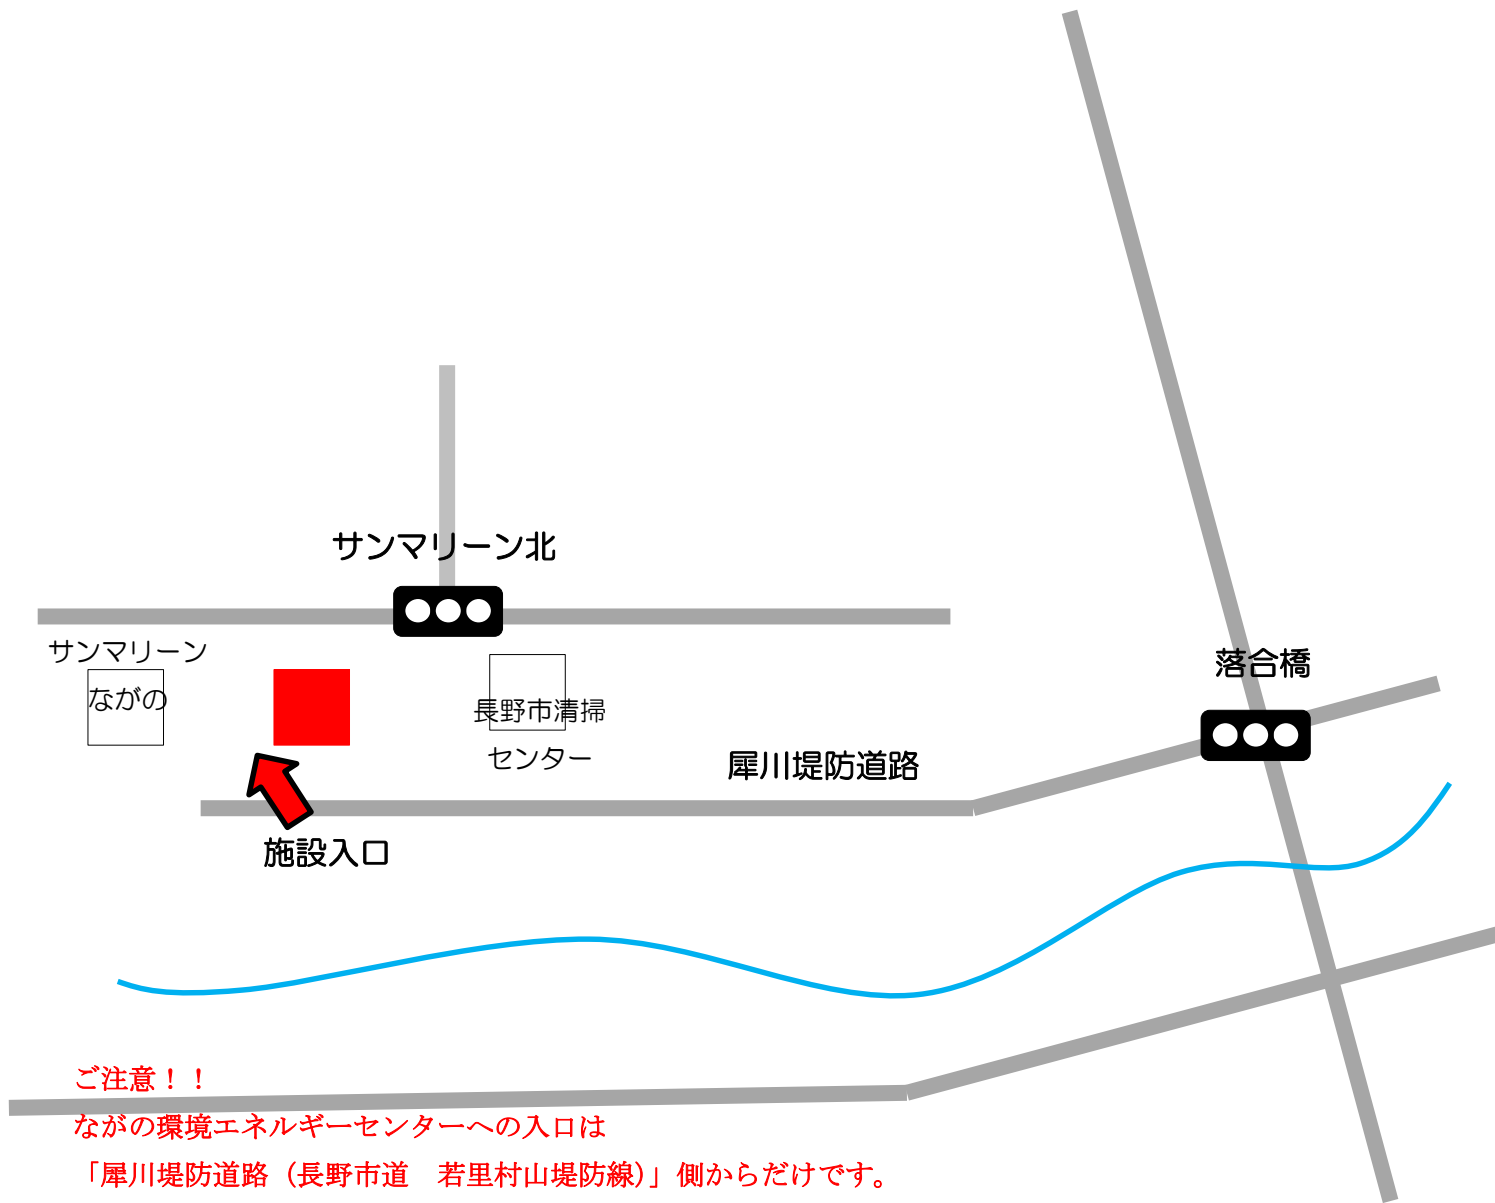 サンマリーン北
サンマリーン
ながの
長野市清掃
センター
落合橋
犀川堤防道路
施設入口
ご注意！！
ながの環境エネルギーセンターへの入口は
「犀川堤防道路（長野市道　若里村山堤防線）」側からだけです。